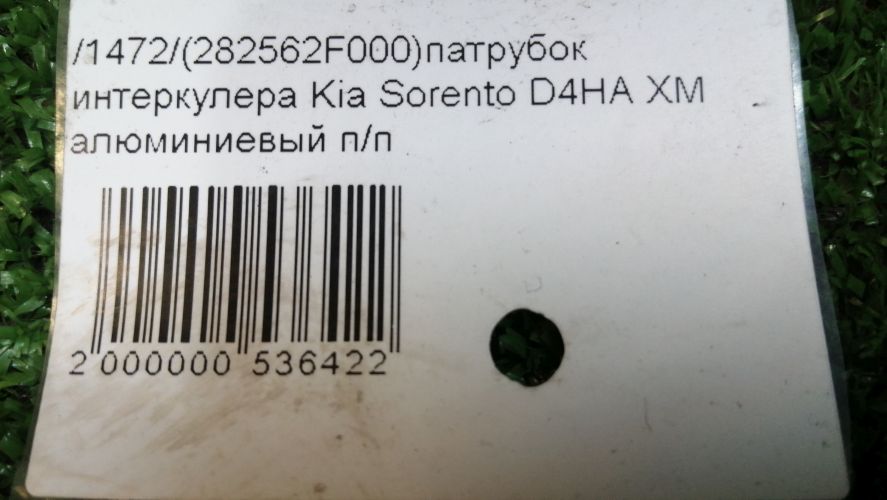 /1472/(282562F000)патрубок
интеркулера Kia Sorento D4HA XM
алюминиевый п/п
2 000000 536422